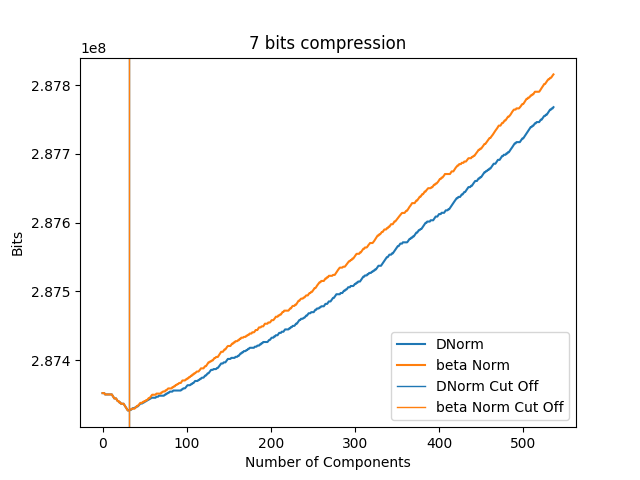 7 bits compression
1e8
2.878
2.877
2.876
2.875
2.874
Bits
0 100 200 300 400 500
Number of Components
DNorm
beta Norm
DNorm Cut Off
beta Norm Cut Off